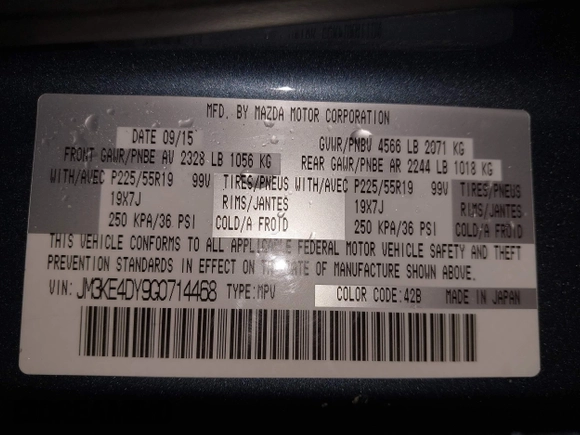 MFD. BY MAZDA MOTOR CORPORATION
DATE 09/15 GVWR/PNBV 4566 LB 2071 KG
FRONT GAWR/PNBE AV 2328 LB 1056 KG REAR GAWR/PNBE AR 2244 LB 1018 KG
WITH/AVEC P225/55R19 99V TIRES/PNEUS WITH/AVEC P225/55R19 99V TIRES/PNEUS
19X7J RIMS/JANTES 19X7J RIMS/JANTES
250 KPA/36 PSI COLD/A FROID 250 KPA/36 PSI COLD/A FROID
THIS VEHICLE CONFORMS TO ALL APPLICABLE FEDERAL MOTOR VEHICLE SAFETY AND THEFT
PREVENTION STANDARDS IN EFFECT ON THE DATE OF MANUFACTURE SHOWN ABOVE.
VIN: JM3KE4DY9G0714468 TYPE:MPV COLOR CODE:42B MADE IN JAPAN